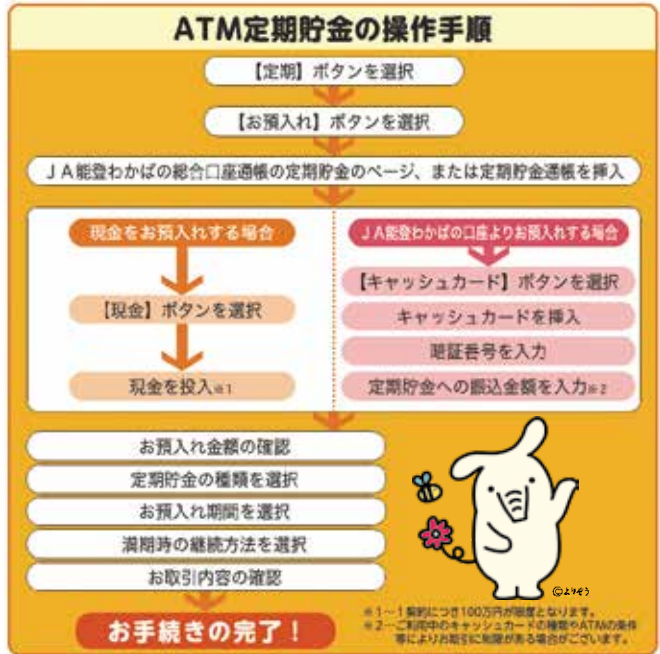 ATM定期貯金の操作手順
【定期】ボタンを選択
【お預入れ】ボタンを選択
JA能登わかばの総合口座通帳の定期貯金のページ、または定期貯金通帳を挿入
現金をお預入れする場合
【現金】ボタンを選択
現金を投入※1
JA能登わかばの口座よりお預入れする場合
【キャッシュカード】ボタンを選択
キャッシュカードを挿入
暗証番号を入力
定期貯金への振込金額を入力※2
お預入れ金額の確認
定期貯金の種類を選択
お預入れ期間を選択
満期時の継続方法を選択
お取引内容の確認
お手続きの完了！
©よりぞう
※1…1契約につき100万円が限度となります。
※2…ご利用中のキャッシュカードの種類やATMの条件
等によりお取引に制限がある場合がございます。